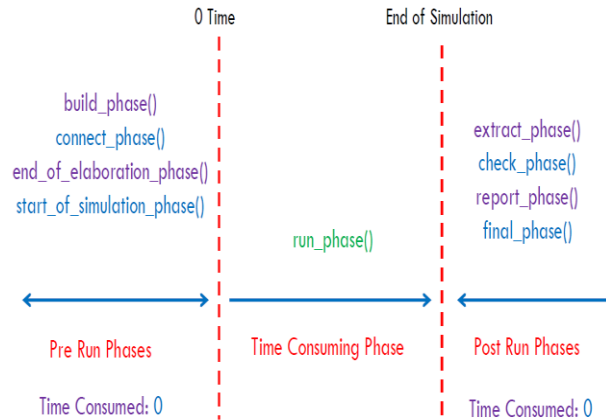 0 Time
End of Simulation
build_phase()
connect_phase()
end_of_elaboration_phase()
start_of_simulation_phase()
run_phase()
extract_phase()
check_phase()
report_phase()
final_phase()
Pre Run Phases
Time Consuming Phase
Post Run Phases
Time Consumed: 0
Time Consumed: 0